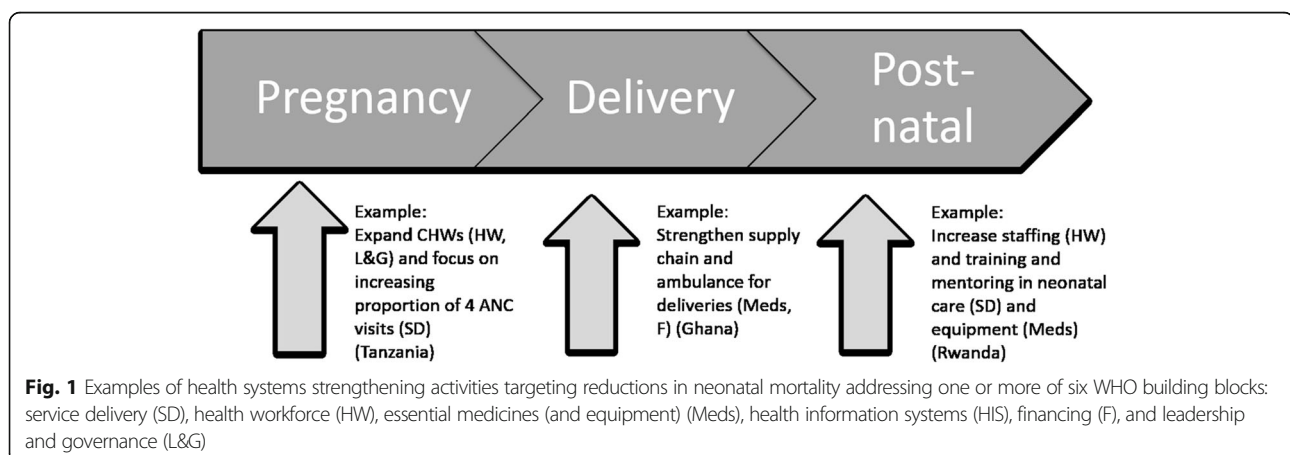 Pregnancy
Delivery
Post-
natal
Example:
Expand CHWs (HW,
L&G) and focus on
increasing
proportion of 4 ANC
visits (SD)
(Tanzania)
Example:
Strengthen supply
chain and
ambulance for
deliveries (Meds,
F) (Ghana)
Example:
Increase staffing (HW)
and training and
mentoring in neonatal
care (SD) and
equipment (Meds)
(Rwanda)
Fig. 1 Examples of health systems strengthening activities targeting reductions in neonatal mortality addressing one or more of six WHO building blocks:
service delivery (SD), health workforce (HW), essential medicines (and equipment) (Meds), health information systems (HIS), financing (F), and leadership
and governance (L&G)